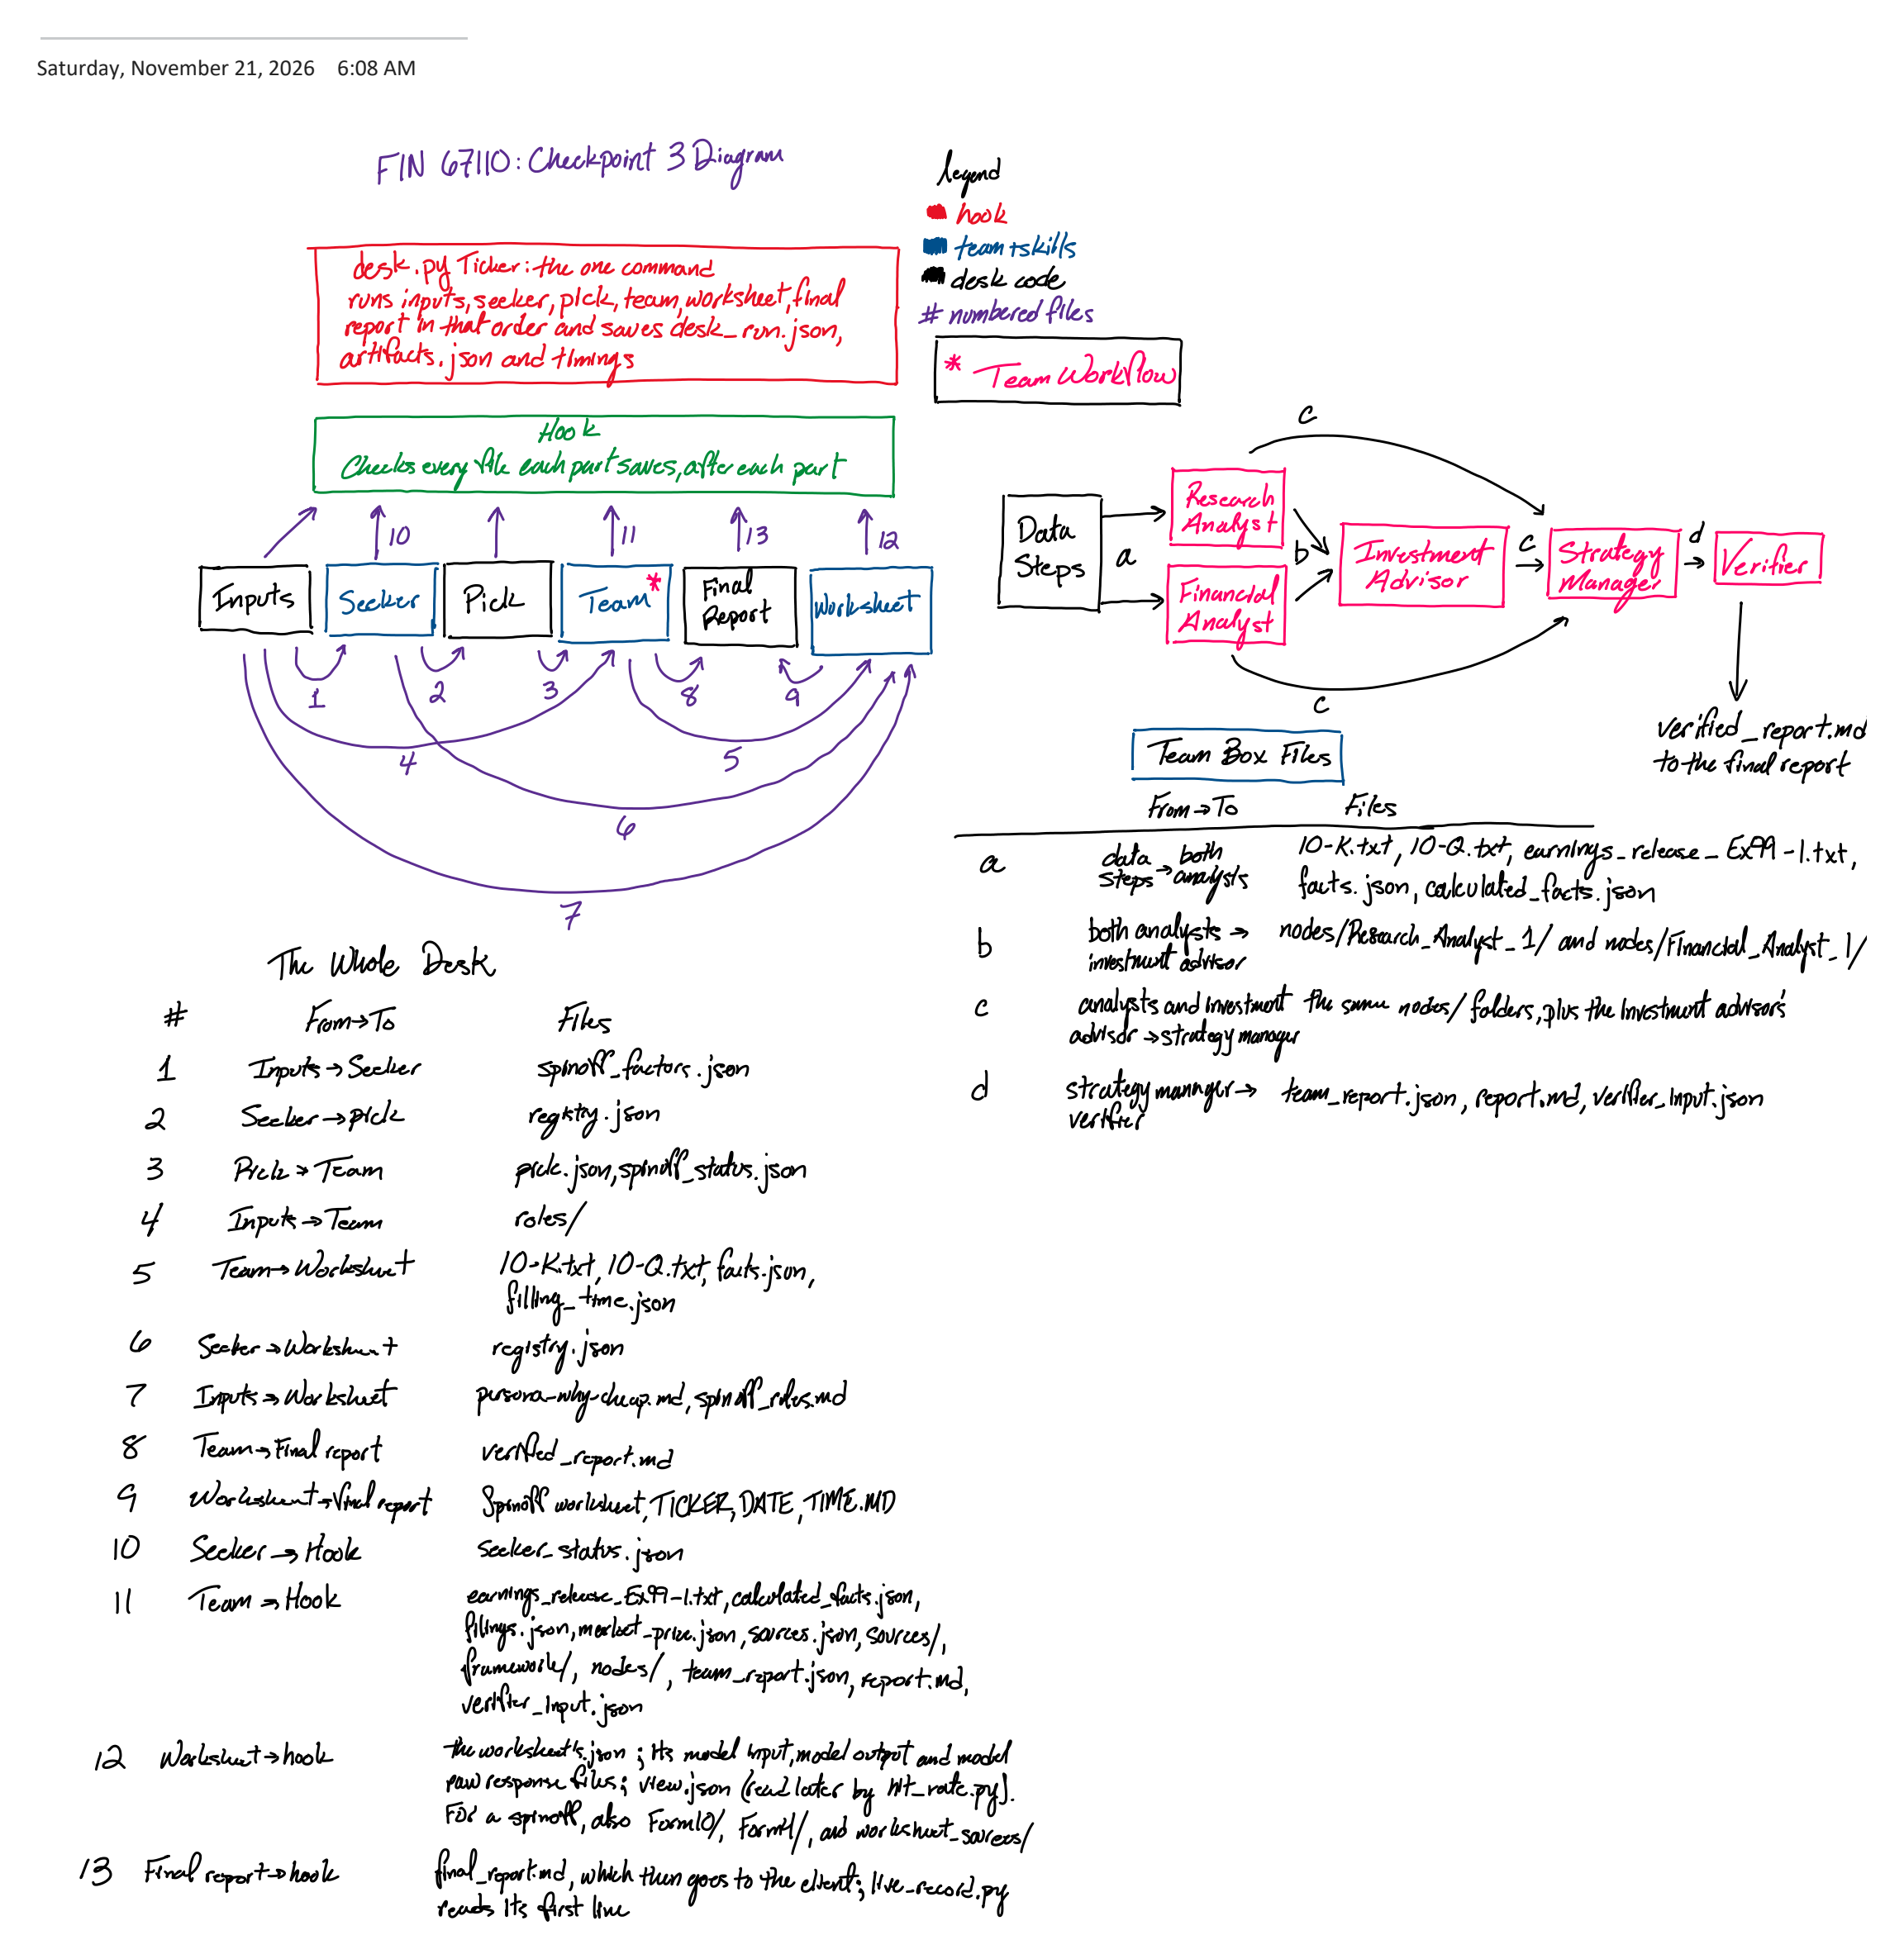 Saturday, November 21, 2026 6:08 AM
FIN 67110: Checkpoint 3 Diagram
legend
hook
team + skills
desk code
# numbered files
desk.py Ticker: the one command
runs inputs, seeker, pick, team, worksheet, final
report in that order and saves desk_run.json,
artifacts.json and timings
* Team Workflow
Hook
Checks every file each part saves, after each part
10
11
13
12
Inputs
Seeker
Pick
Team *
Final
Report
Worksheet
1
2
3
8
9
4
5
6
7
c
Data
Steps
a
Research
Analyst
Financial
Analyst
b
Investment
Advisor
c
Strategy
Manager
d
Verifier
c
verified_report.md
to the final report
Team Box Files
From → To Files
a data steps → both analysts 10-K.txt, 10-Q.txt, earnings_release_Ex99-1.txt,
facts.json, calculated_facts.json
b both analysts → nodes/Research_Analyst_1/ and nodes/Financial_Analyst_1/
investment advisor
c analysts and investment the same nodes/ folders, plus the Investment advisor's
advisor → strategy manager
d strategy manager → team_report.json, report.md, verifier_input.json
verifier
The Whole Desk
# From → To Files
1 Inputs → Seeker spinoff_factors.json
2 Seeker → pick registry.json
3 Pick → Team pick.json, spinoff_status.json
4 Inputs → Team roles/
5 Team → Worksheet 10-K.txt, 10-Q.txt, facts.json,
filling_time.json
6 Seeker → Worksheet registry.json
7 Inputs → Worksheet persona-why-cheap.md, spinoff_rules.md
8 Team → Final report verified_report.md
9 Worksheet → final report Spinoff worksheet, TICKER, DATE, TIME.MD
10 Seeker → Hook seeker_status.json
11 Team → Hook earnings_release_Ex99-1.txt, calculated_facts.json,
filings.json, market_price.json, sources.json, sources/,
framework/, nodes/, team_report.json, report.md,
verifier_input.json
12 Worksheet → hook the worksheet's.json; its model input, model output and model
raw response files; view.json (read later by hit_rate.py).
For a spinoff, also Form10/, Form4/, and worksheet_sources/
13 Final report → hook final_report.md, which then goes to the client; live_record.py
reads its first line